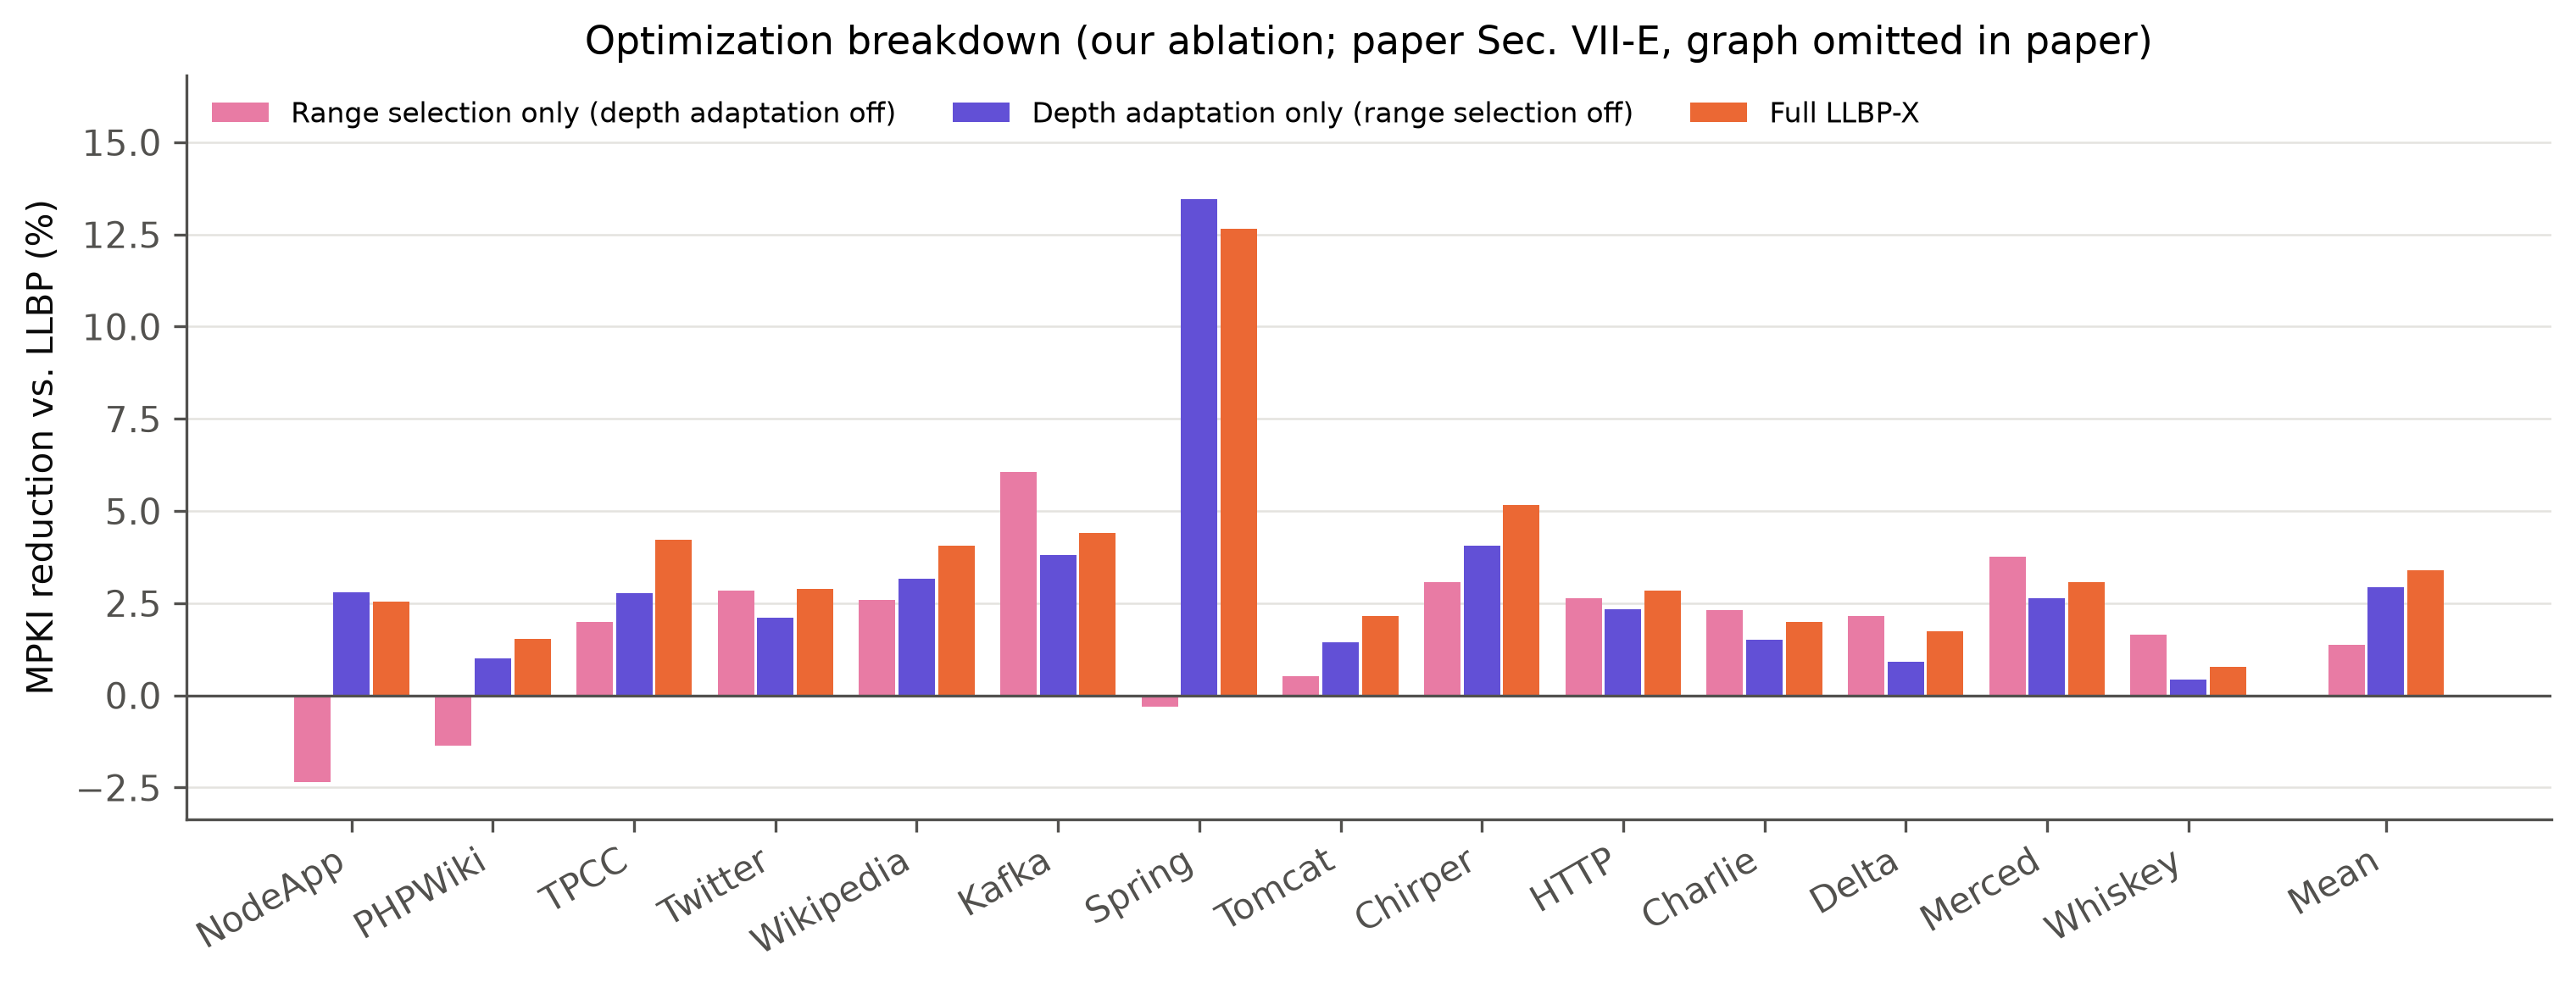 Optimization breakdown (our ablation; paper Sec. VII-E, graph omitted in paper)
Range selection only (depth adaptation off)
Depth adaptation only (range selection off)
Full LLBP-X
MPKI reduction vs. LLBP (%)
15.0
12.5
10.0
7.5
5.0
2.5
0.0
−2.5
NodeApp
PHPWiki
TPCC
Twitter
Wikipedia
Kafka
Spring
Tomcat
Chirper
HTTP
Charlie
Delta
Merced
Whiskey
Mean